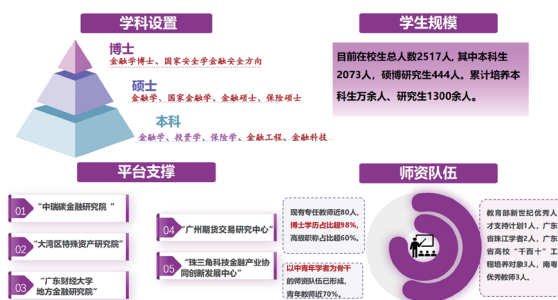 学科设置
博士
金融学博士、国家安全学金融安全方向
硕士
金融学、国家金融学、金融硕士、保险硕士
本科
金融学、投资学、保险学、金融工程、金融科技
学生规模
目前在校生总人数2517人, 其中本科生
2073人，硕博研究生444人。累计培养本
科生万余人、研究生1300余人。
平台支撑
01
“中瑞碳金融研究院 “
02
“大湾区特殊资产研究院”
03
“广东财经大学
地方金融研究院”
04
“广州期货交易研究中心”
05
“珠三角科技金融产业协
同创新发展中心”
师资队伍
现有专任教师近80人,
博士学历占比超98%,
高级职称占比超60%。
以中青年学者为骨干
的师资队伍已形成,
青年教师近70%。
教育部新世纪优秀人
才支持计划1人，广东
省珠江学者2人，广东
省高校“千百十”工
程培养对象3人，南粤
优秀教师3人。